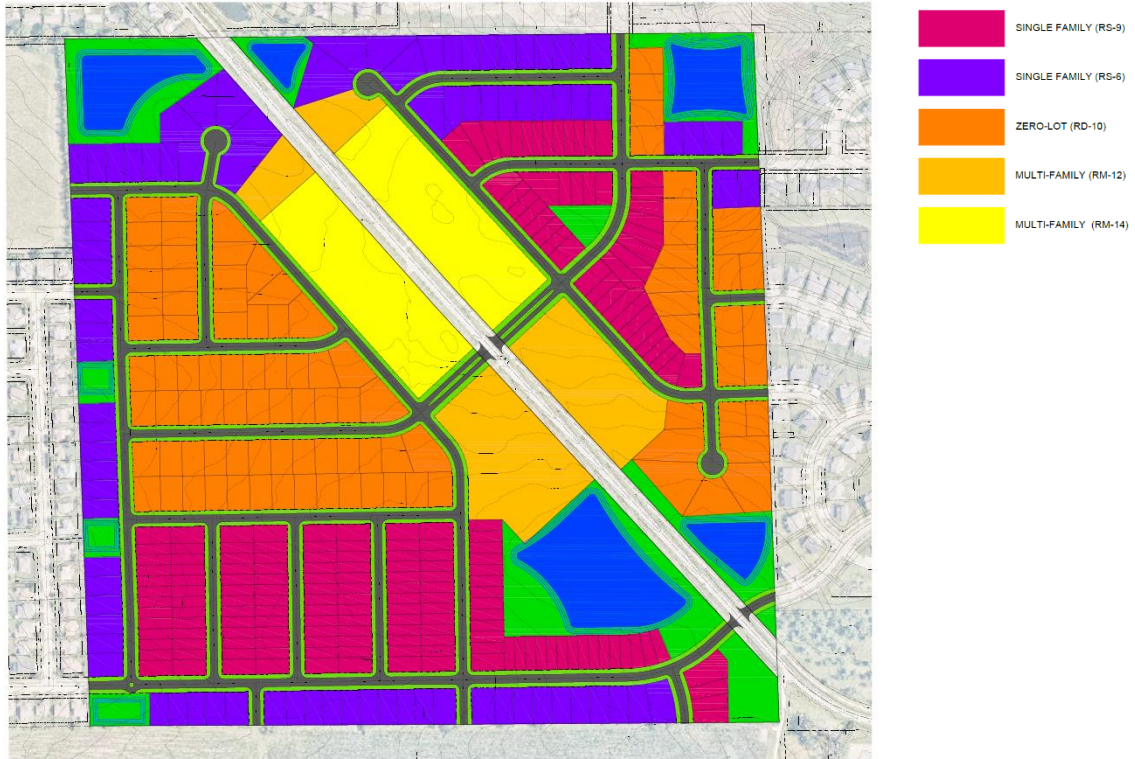 SINGLE FAMILY (RS-9)
SINGLE FAMILY (RS-6)
ZERO-LOT (RD-10)
MULTI-FAMILY (RM-12)
MULTI-FAMILY (RM-14)